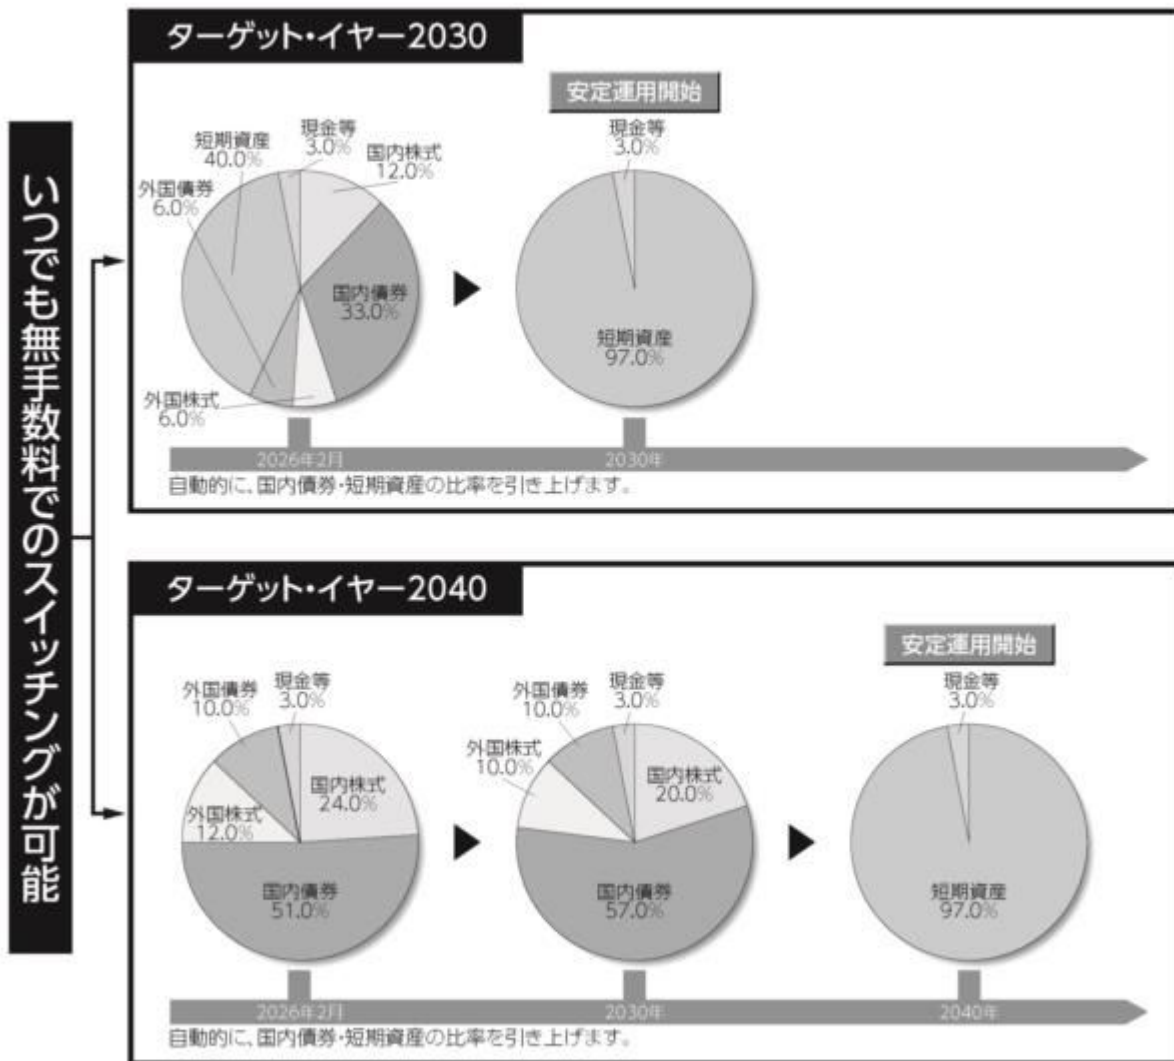 いつでも無手数料でのスイッチングが可能
ターゲット・イヤー2030
安定運用開始
現金等
3.0%
国内株式
12.0%
国内債券
33.0%
外国株式
6.0%
外国債券
6.0%
短期資産
40.0%
現金等
3.0%
短期資産
97.0%
2026年2月
2030年
自動的に、国内債券・短期資産の比率を引き上げます。
ターゲット・イヤー2040
安定運用開始
現金等
3.0%
国内株式
24.0%
国内債券
51.0%
外国株式
12.0%
外国債券
10.0%
現金等
3.0%
国内株式
20.0%
国内債券
57.0%
外国株式
10.0%
外国債券
10.0%
現金等
3.0%
短期資産
97.0%
2026年2月
2030年
2040年
自動的に、国内債券・短期資産の比率を引き上げます。